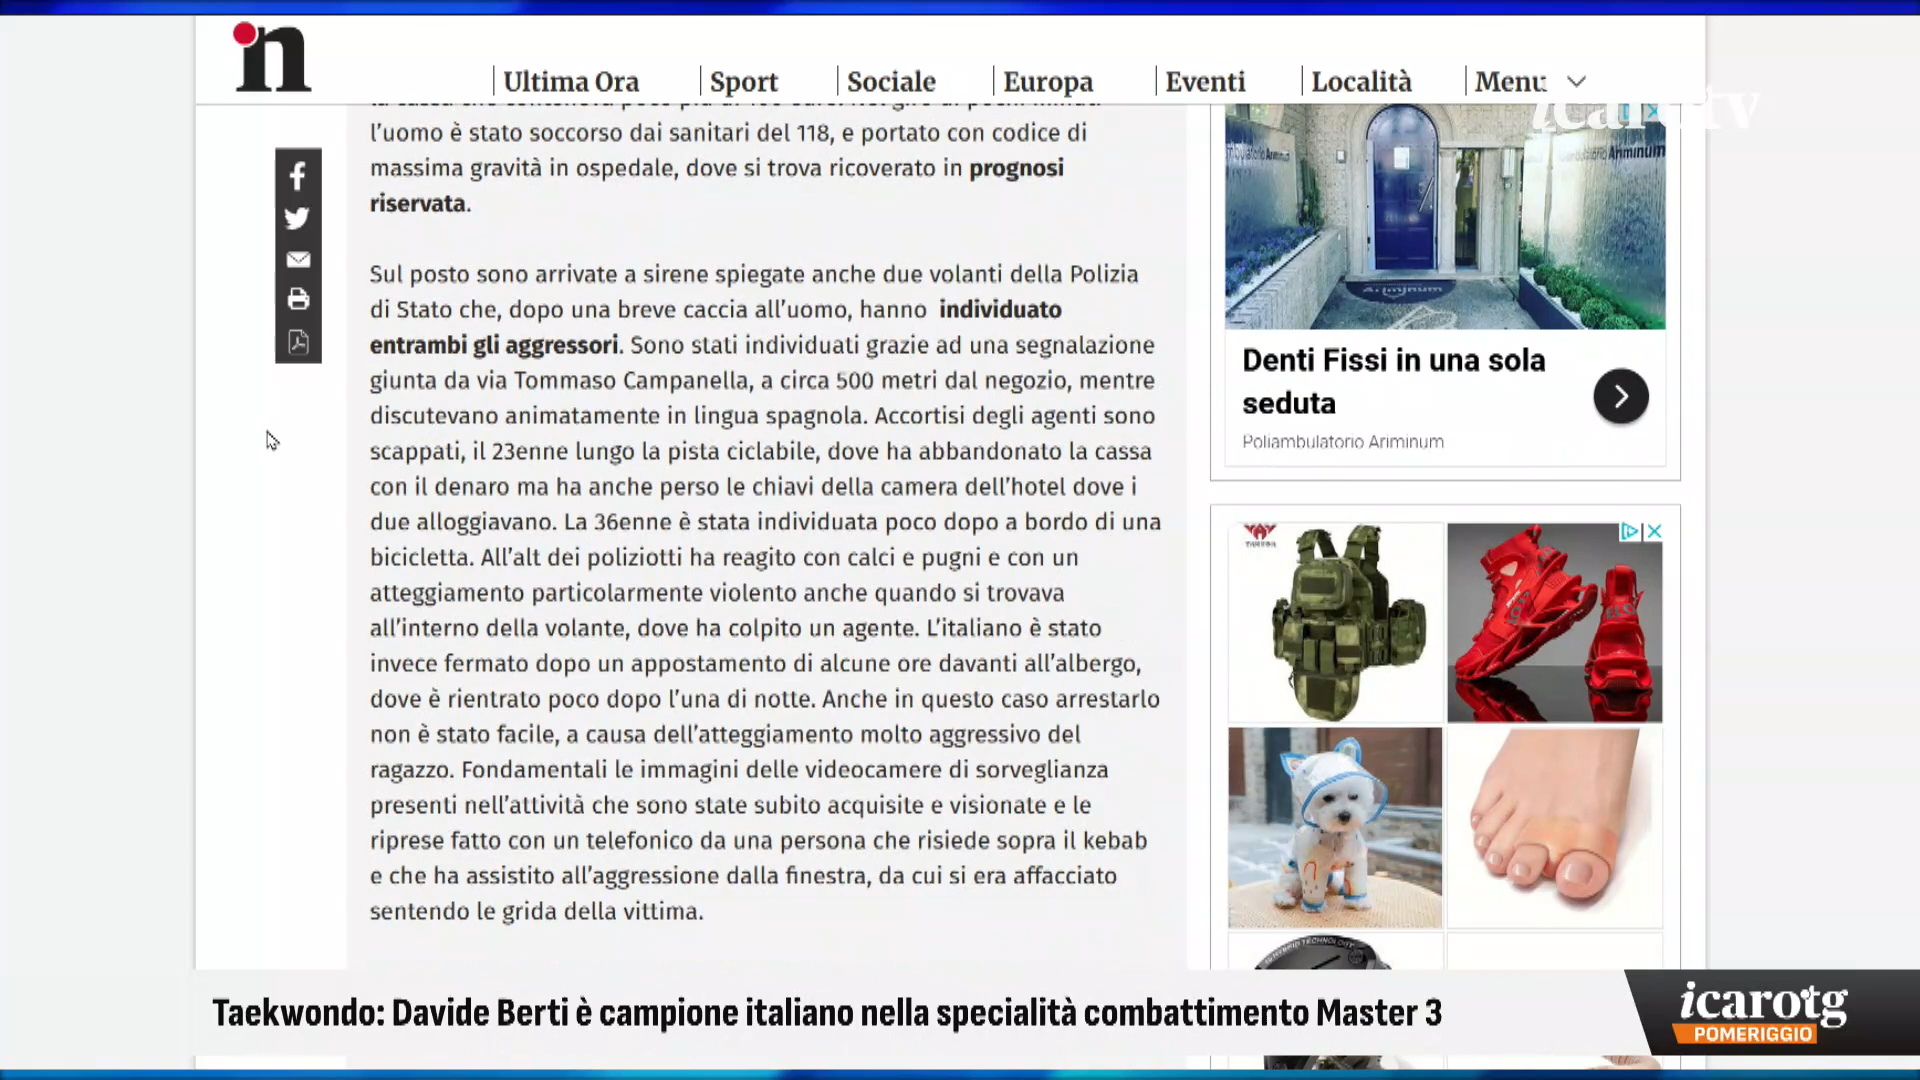 n
Ultima Ora
Sport
Sociale
Europa
Eventi
Località
Menu
icarotv
l'uomo è stato soccorso dai sanitari del 118, e portato con codice di
massima gravità in ospedale, dove si trova ricoverato in prognosi
riservata.
Sul posto sono arrivate a sirene spiegate anche due volanti della Polizia
di Stato che, dopo una breve caccia all'uomo, hanno individuato
entrambi gli aggressori. Sono stati individuati grazie ad una segnalazione
giunta da via Tommaso Campanella, a circa 500 metri dal negozio, mentre
discutevano animatamente in lingua spagnola. Accortisi degli agenti sono
scappati, il 23enne lungo la pista ciclabile, dove ha abbandonato la cassa
con il denaro ma ha anche perso le chiavi della camera dell'hotel dove i
due alloggiavano. La 36enne è stata individuata poco dopo a bordo di una
bicicletta. All'alt dei poliziotti ha reagito con calci e pugni e con un
atteggiamento particolarmente violento anche quando si trovava
all'interno della volante, dove ha colpito un agente. L'italiano è stato
invece fermato dopo un appostamento di alcune ore davanti all'albergo,
dove è rientrato poco dopo l'una di notte. Anche in questo caso arrestarlo
non è stato facile, a causa dell'atteggiamento molto aggressivo del
ragazzo. Fondamentali le immagini delle videocamere di sorveglianza
presenti nell'attività che sono state subito acquisite e visionate e le
riprese fatto con un telefonico da una persona che risiede sopra il kebab
e che ha assistito all'aggressione dalla finestra, da cui si era affacciato
sentendo le grida della vittima.
Ariminum
Ariminum
Denti Fissi in una sola
seduta
Poliambulatorio Ariminum
HYBRID TECHNOLOGY
Taekwondo: Davide Berti è campione italiano nella specialità combattimento Master 3
icarotg
POMERIGGIO